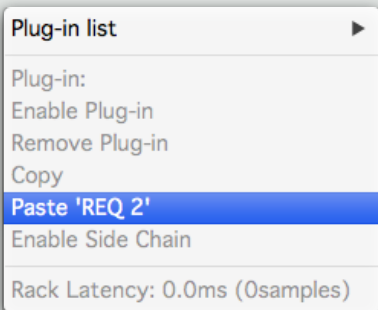 Plug-in list
Plug-in:
Enable Plug-in
Remove Plug-in
Copy
Paste 'REQ 2'
Enable Side Chain
Rack Latency: 0.0ms (0samples)